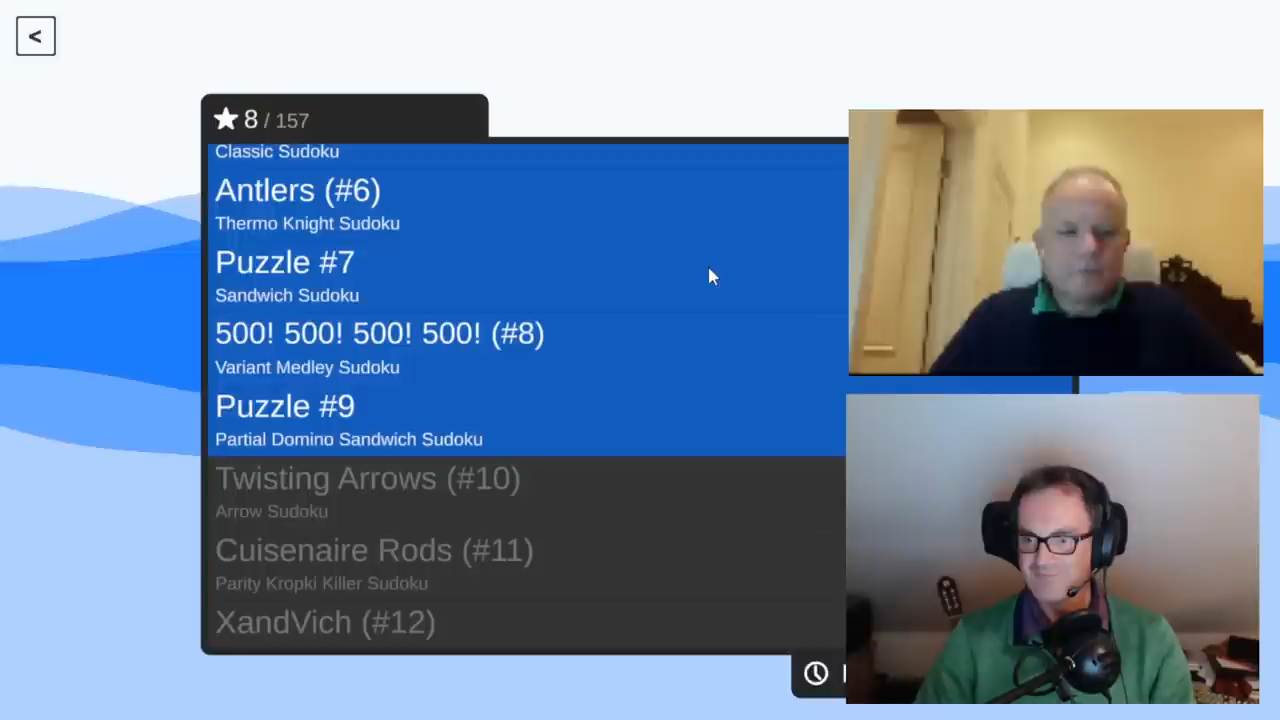 <
8 / 157
Classic Sudoku
Antlers (#6)
Thermo Knight Sudoku
Puzzle #7
Sandwich Sudoku
500! 500! 500! 500! (#8)
Variant Medley Sudoku
Puzzle #9
Partial Domino Sandwich Sudoku
Twisting Arrows (#10)
Arrow Sudoku
Cuisenaire Rods (#11)
Parity Kropki Killer Sudoku
XandVich (#12)